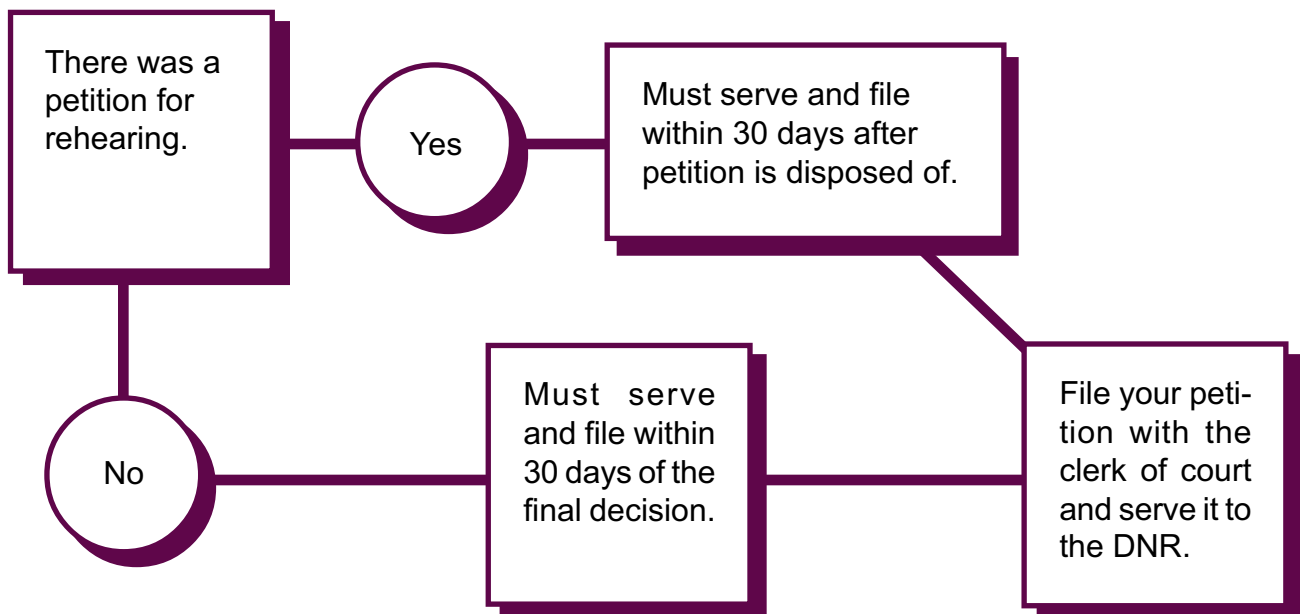 There was a
petition for
rehearing.
Yes
Must serve and file
within 30 days after
petition is disposed of.
No
Must serve
and file within
30 days of the
final decision.
File your peti-
tion with the
clerk of court
and serve it to
the DNR.